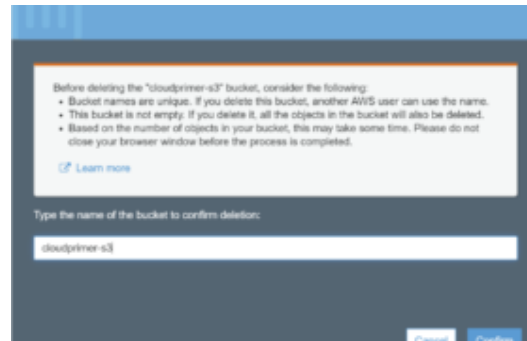 Before deleting the "cloudprimer-s3" bucket, consider the following:
• Bucket names are unique. If you delete this bucket, another AWS user can use the name.
• This bucket is not empty. If you delete it, all the objects in the bucket will also be deleted.
• Based on the number of objects in your bucket, this may take some time. Please do not
close your browser window before the process is completed.
Learn more
Type the name of the bucket to confirm deletion:
cloudprimer-s3
Cancel Confirm